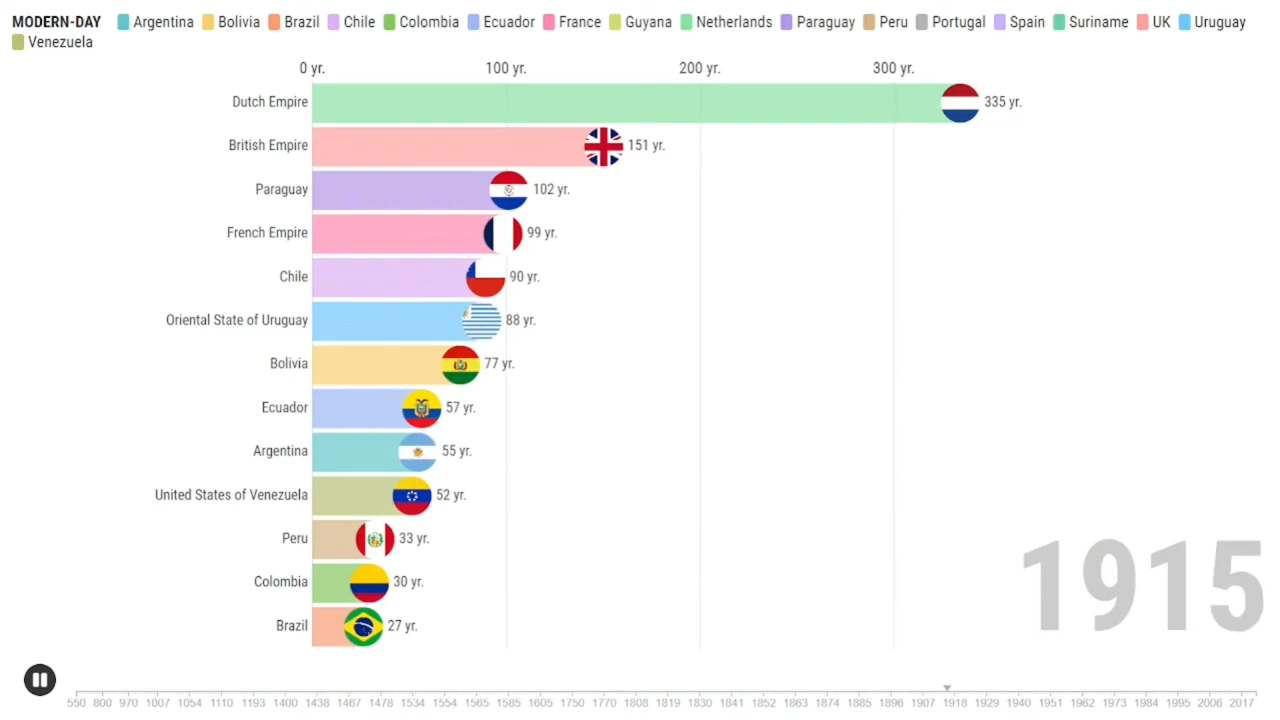 MODERN-DAY Argentina Bolivia Brazil Chile Colombia Ecuador France Guyana Netherlands Paraguay Peru Portugal Spain Suriname UK Uruguay
Venezuela
0 yr. 100 yr. 200 yr. 300 yr.
Dutch Empire 335 yr.
British Empire 151 yr.
Paraguay 102 yr.
French Empire 99 yr.
Chile 90 yr.
Oriental State of Uruguay 88 yr.
Bolivia 77 yr.
Ecuador 57 yr.
Argentina 55 yr.
United States of Venezuela 52 yr.
Peru 33 yr.
Colombia 30 yr.
Brazil 27 yr.
1915
550 800 970 1007 1054 1110 1193 1400 1438 1467 1478 1534 1554 1565 1585 1750 1770 1808 1819 1830 1841 1852 1863 1874 1885 1896 1907 1918 1929 1940 1951 1962 1973 1984 1995 2006 2017